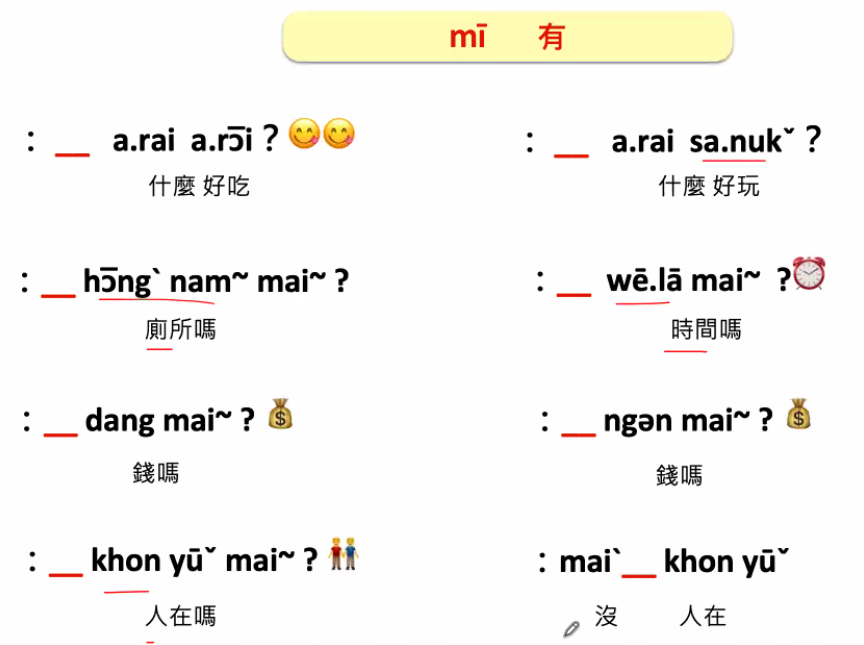 mī 有
: __ a.rai a.rɔ̄i ?
什麼 好吃
: __ a.rai sa.nukˇ ?
什麼 好玩
: __ hɔ̄ng` nam~ mai~ ?
廁所嗎
: __ wē.lā mai~ ?
時間嗎
: __ dang mai~ ?
錢嗎
: __ ngən mai~ ?
錢嗎
: __ khon yūˇ mai~ ?
人在嗎
: mai`__ khon yūˇ
沒 人在